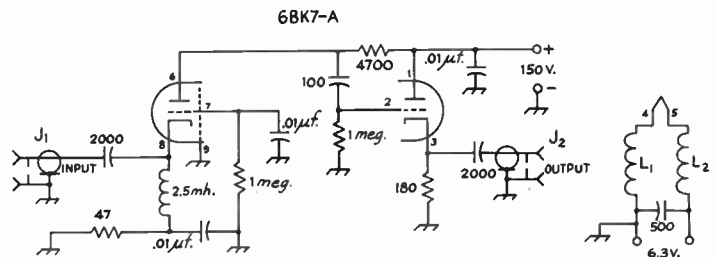 6BK7-A
6
4700
.01μf.
+
150 V.
-
100
1
7
2
.01μf.
4
5
J1
2000
8
9
1 meg.
3
J2
INPUT
2.5mh.
1 meg.
180
2000
OUTPUT
L1
L2
47
.01μf.
500
6.3V.